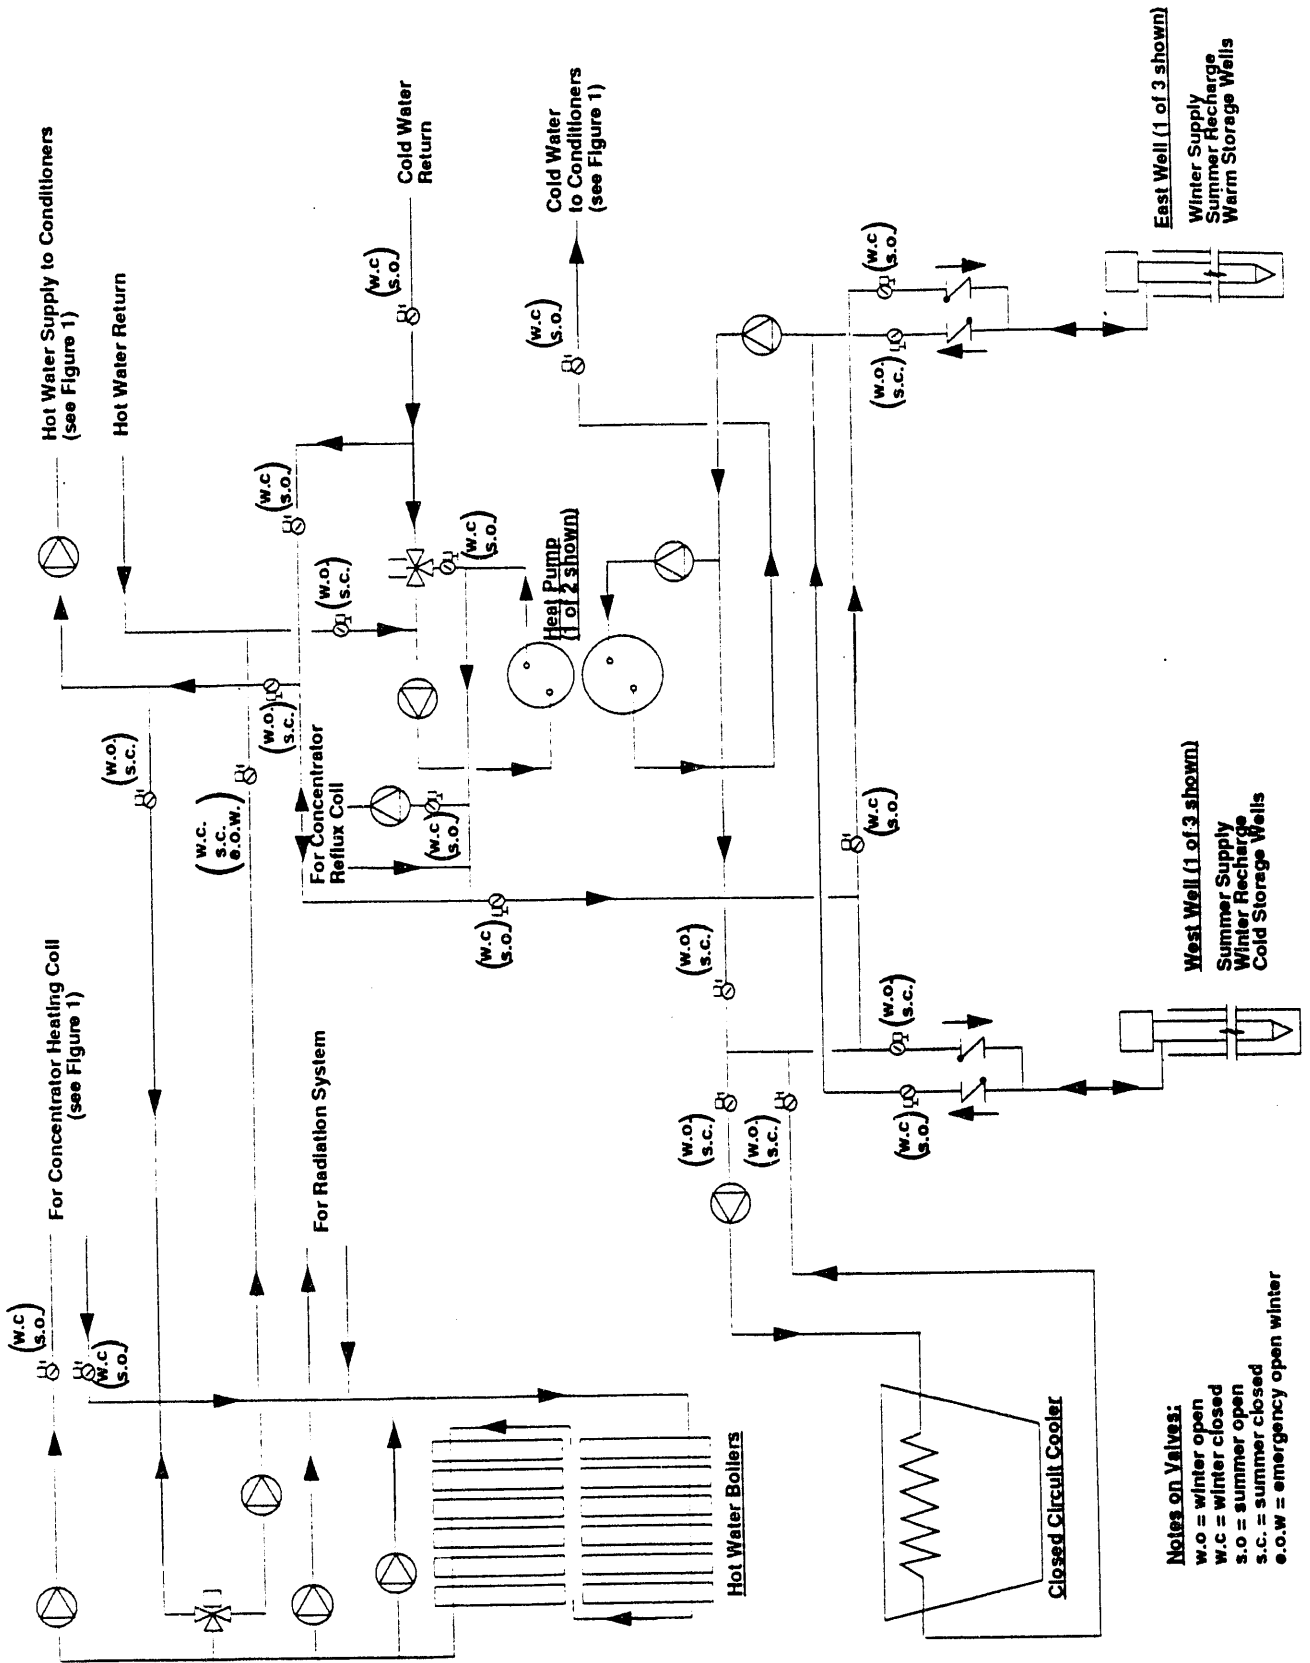 Hot Water Supply to Conditioners
(see Figure 1)
Hot Water Return
Cold Water
Return
Cold Water
to Conditioners
(see Figure 1)
East Well (1 of 3 shown)
Winter Supply
Summer Recharge
Warm Storage Wells
(w.c
s.o.)
(w.c
s.o.)
(w.c
s.o.)
(w.o.
s.c.)
(w.c
s.o.)
(w.o.
s.c.)
(w.c
s.o.)
Heat Pump
(1 of 2 shown)
(w.o.
s.c.)
(w.o.
s.c.)
(w.c.
s.c.
e.o.w.)
For Concentrator
Reflux Coil
(w.c
s.o.)
(w.c
s.o.)
(w.c
s.o.)
(w.o.
s.c.)
(w.o.
s.c.)
West Well (1 of 3 shown)
Summer Supply
Winter Recharge
Cold Storage Wells
For Concentrator Heating Coil
(see Figure 1)
For Radiation System
(w.o.
s.c.)
(w.o.
s.c.)
(w.c
s.o.)
(w.c
s.o.)
(w.c
s.o.)
Hot Water Boilers
Closed Circuit Cooler
Notes on Valves:
w.o = winter open
w.c = winter closed
s.o = summer open
s.c. = summer closed
e.o.w = emergency open winter